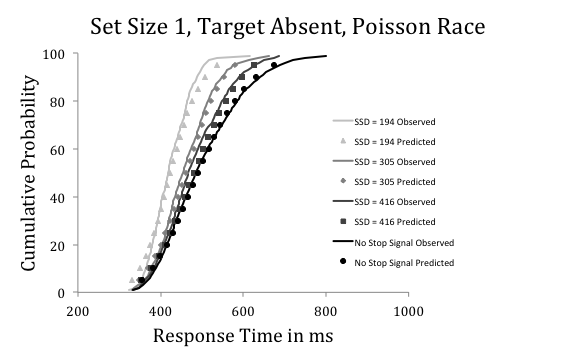 Set Size 1, Target Absent, Poisson Race
Cumulative Probability
100
80
60
40
20
0
200
400
600
800
1000
Response Time in ms
SSD = 194 Observed
SSD = 194 Predicted
SSD = 305 Observed
SSD = 305 Predicted
SSD = 416 Observed
SSD = 416 Predicted
No Stop Signal Observed
No Stop Signal Predicted